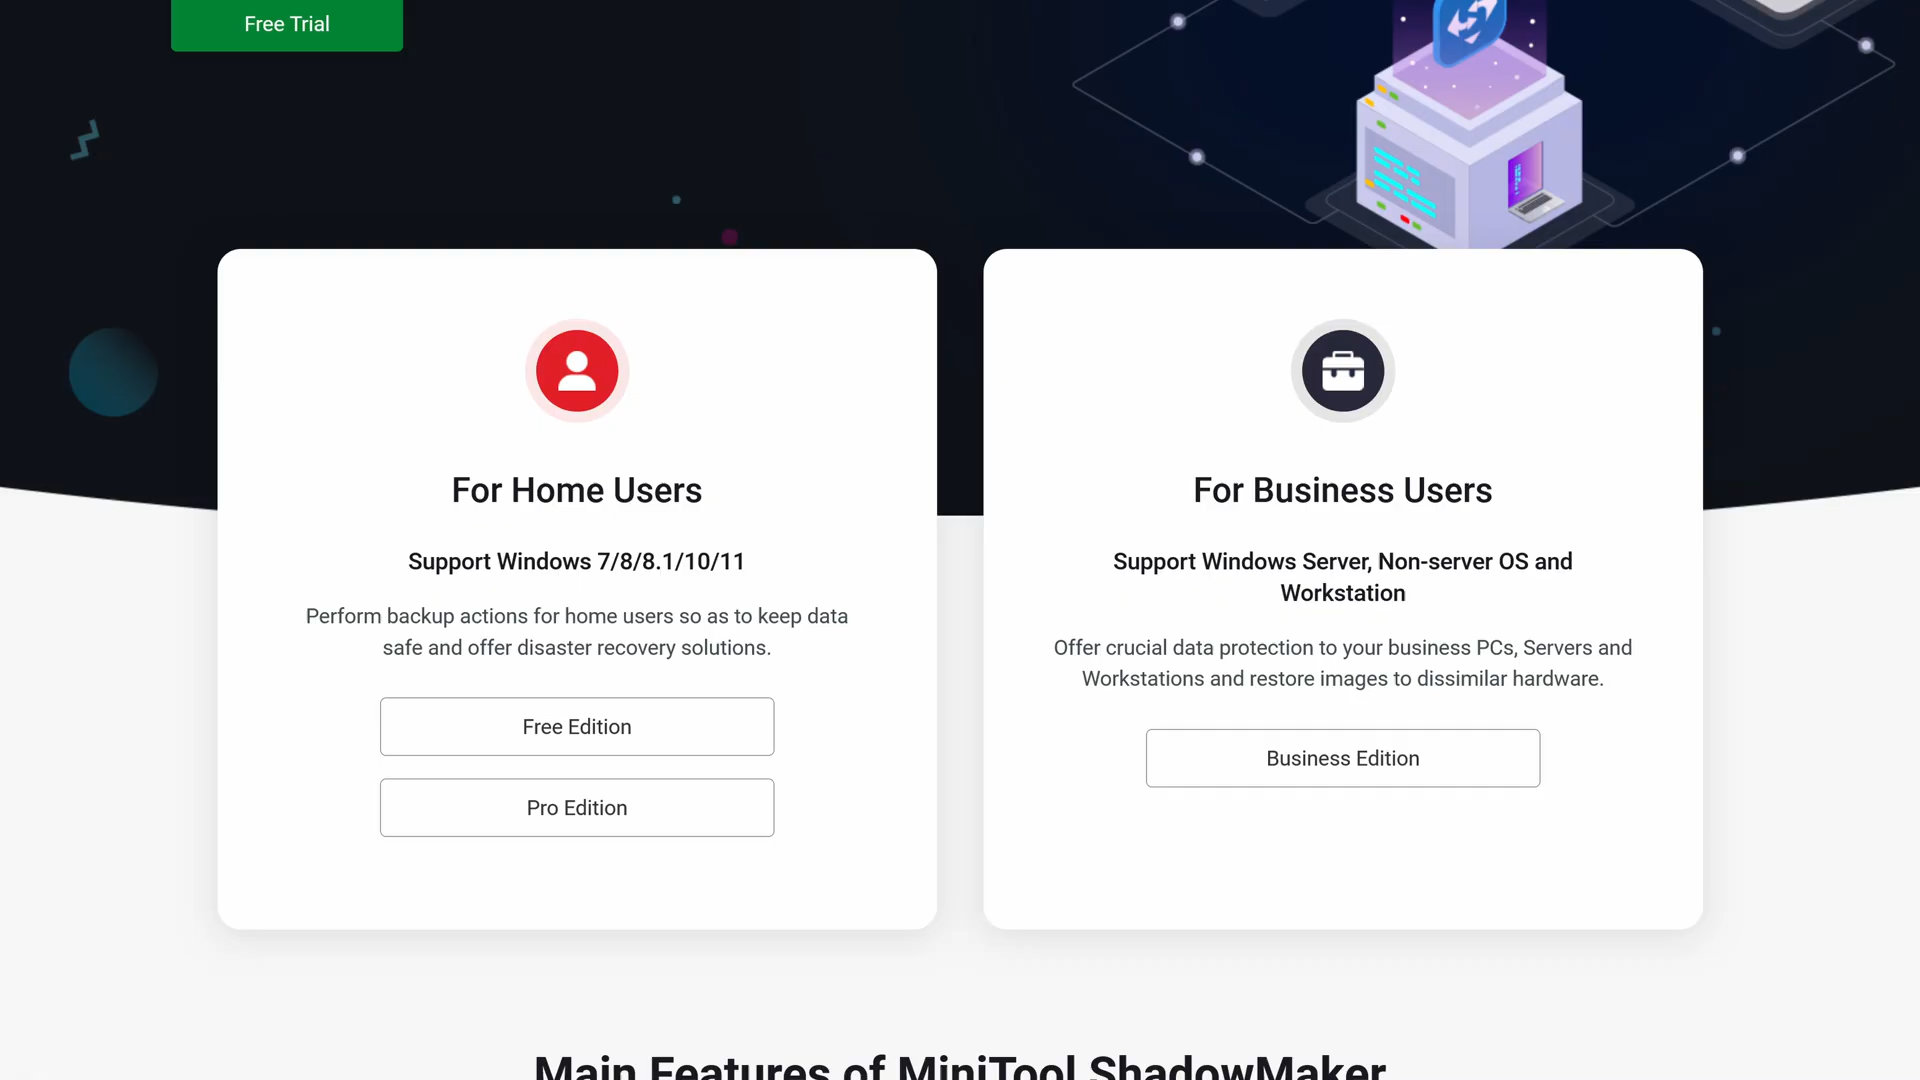 Free Trial
For Home Users
Support Windows 7/8/8.1/10/11
Perform backup actions for home users so as to keep data
safe and offer disaster recovery solutions.
Free Edition
Pro Edition
For Business Users
Support Windows Server, Non-server OS and
Workstation
Offer crucial data protection to your business PCs, Servers and
Workstations and restore images to dissimilar hardware.
Business Edition
Main Features of MiniTool ShadowMaker